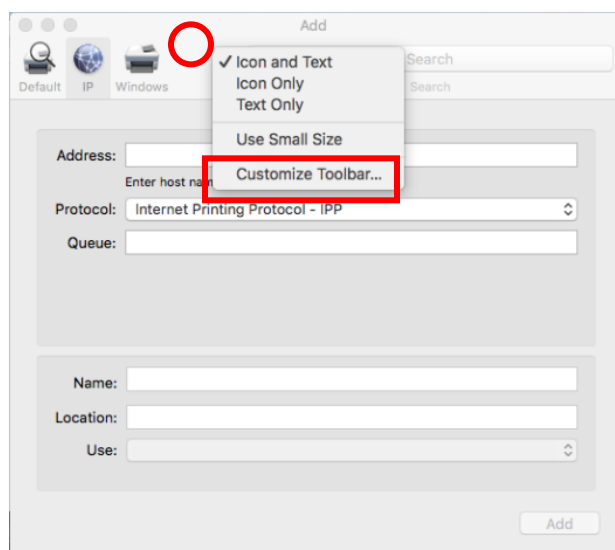 Add
Default IP Windows
✓ Icon and Text
Icon Only
Text Only
Use Small Size
Customize Toolbar...
Search
Search
Address:
Enter host
Protocol: Internet Printing Protocol - IPP
Queue:
Name:
Location:
Use:
Add